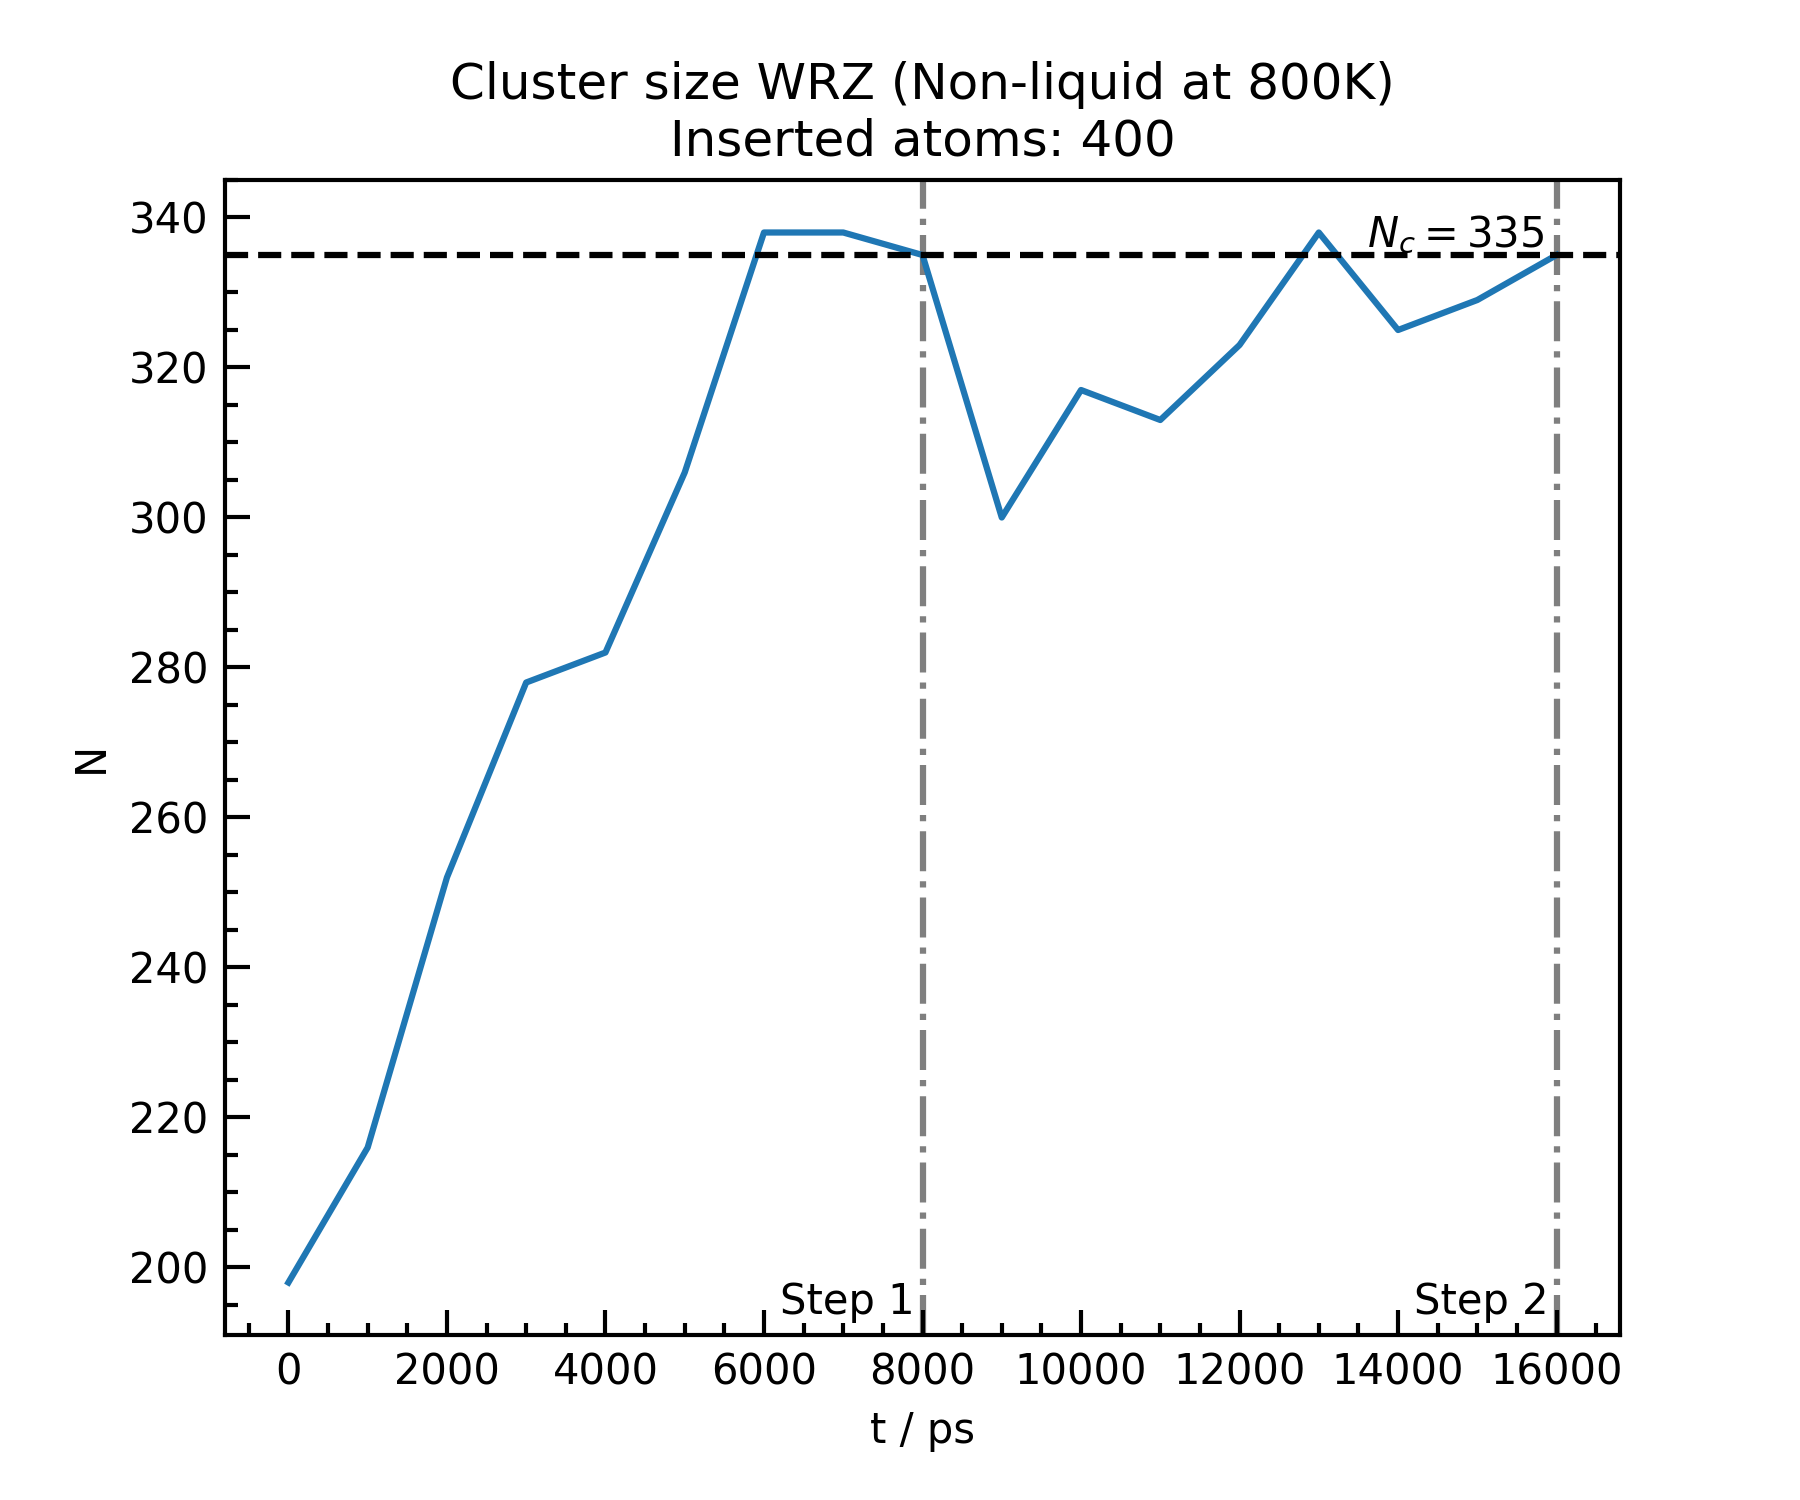 Cluster size WRZ (Non-liquid at 800K)
Inserted atoms: 400
340
320
300
280
260
240
220
200
N
N_c = 335
Step 1
Step 2
0 2000 4000 6000 8000 10000 12000 14000 16000
t / ps